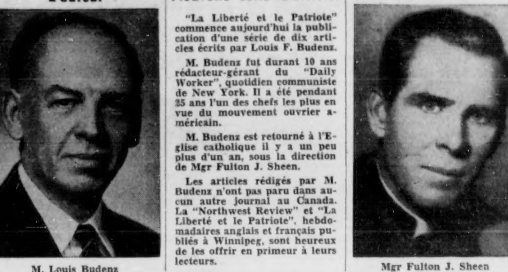 "La Liberté et le Patriote"
commence aujourd'hui la publi-
cation d'une série de dix arti-
cles écrits par Louis F. Budenz.
M. Budenz fut durant 10 ans
rédacteur-gérant du "Daily
Worker", quotidien communiste
de New York. Il a été pendant
25 ans l'un des chefs les plus en
vue du mouvement ouvrier a-
méricain.
M. Budenz est retourné à l'E-
glise catholique il y a un peu
plus d'un an, sous la direction
de Mgr Fulton J. Sheen.
Les articles rédigés par M.
Budenz n'ont pas paru dans au-
cun autre journal au Canada.
La "Northwest Review" et "La
Liberté et le Patriote", hebdo-
madaires anglais et français pu-
bliés à Winnipeg, sont heureux
de les offrir en primeur à leurs
lecteurs.
M. Louis Budenz
Mgr Fulton J. Sheen